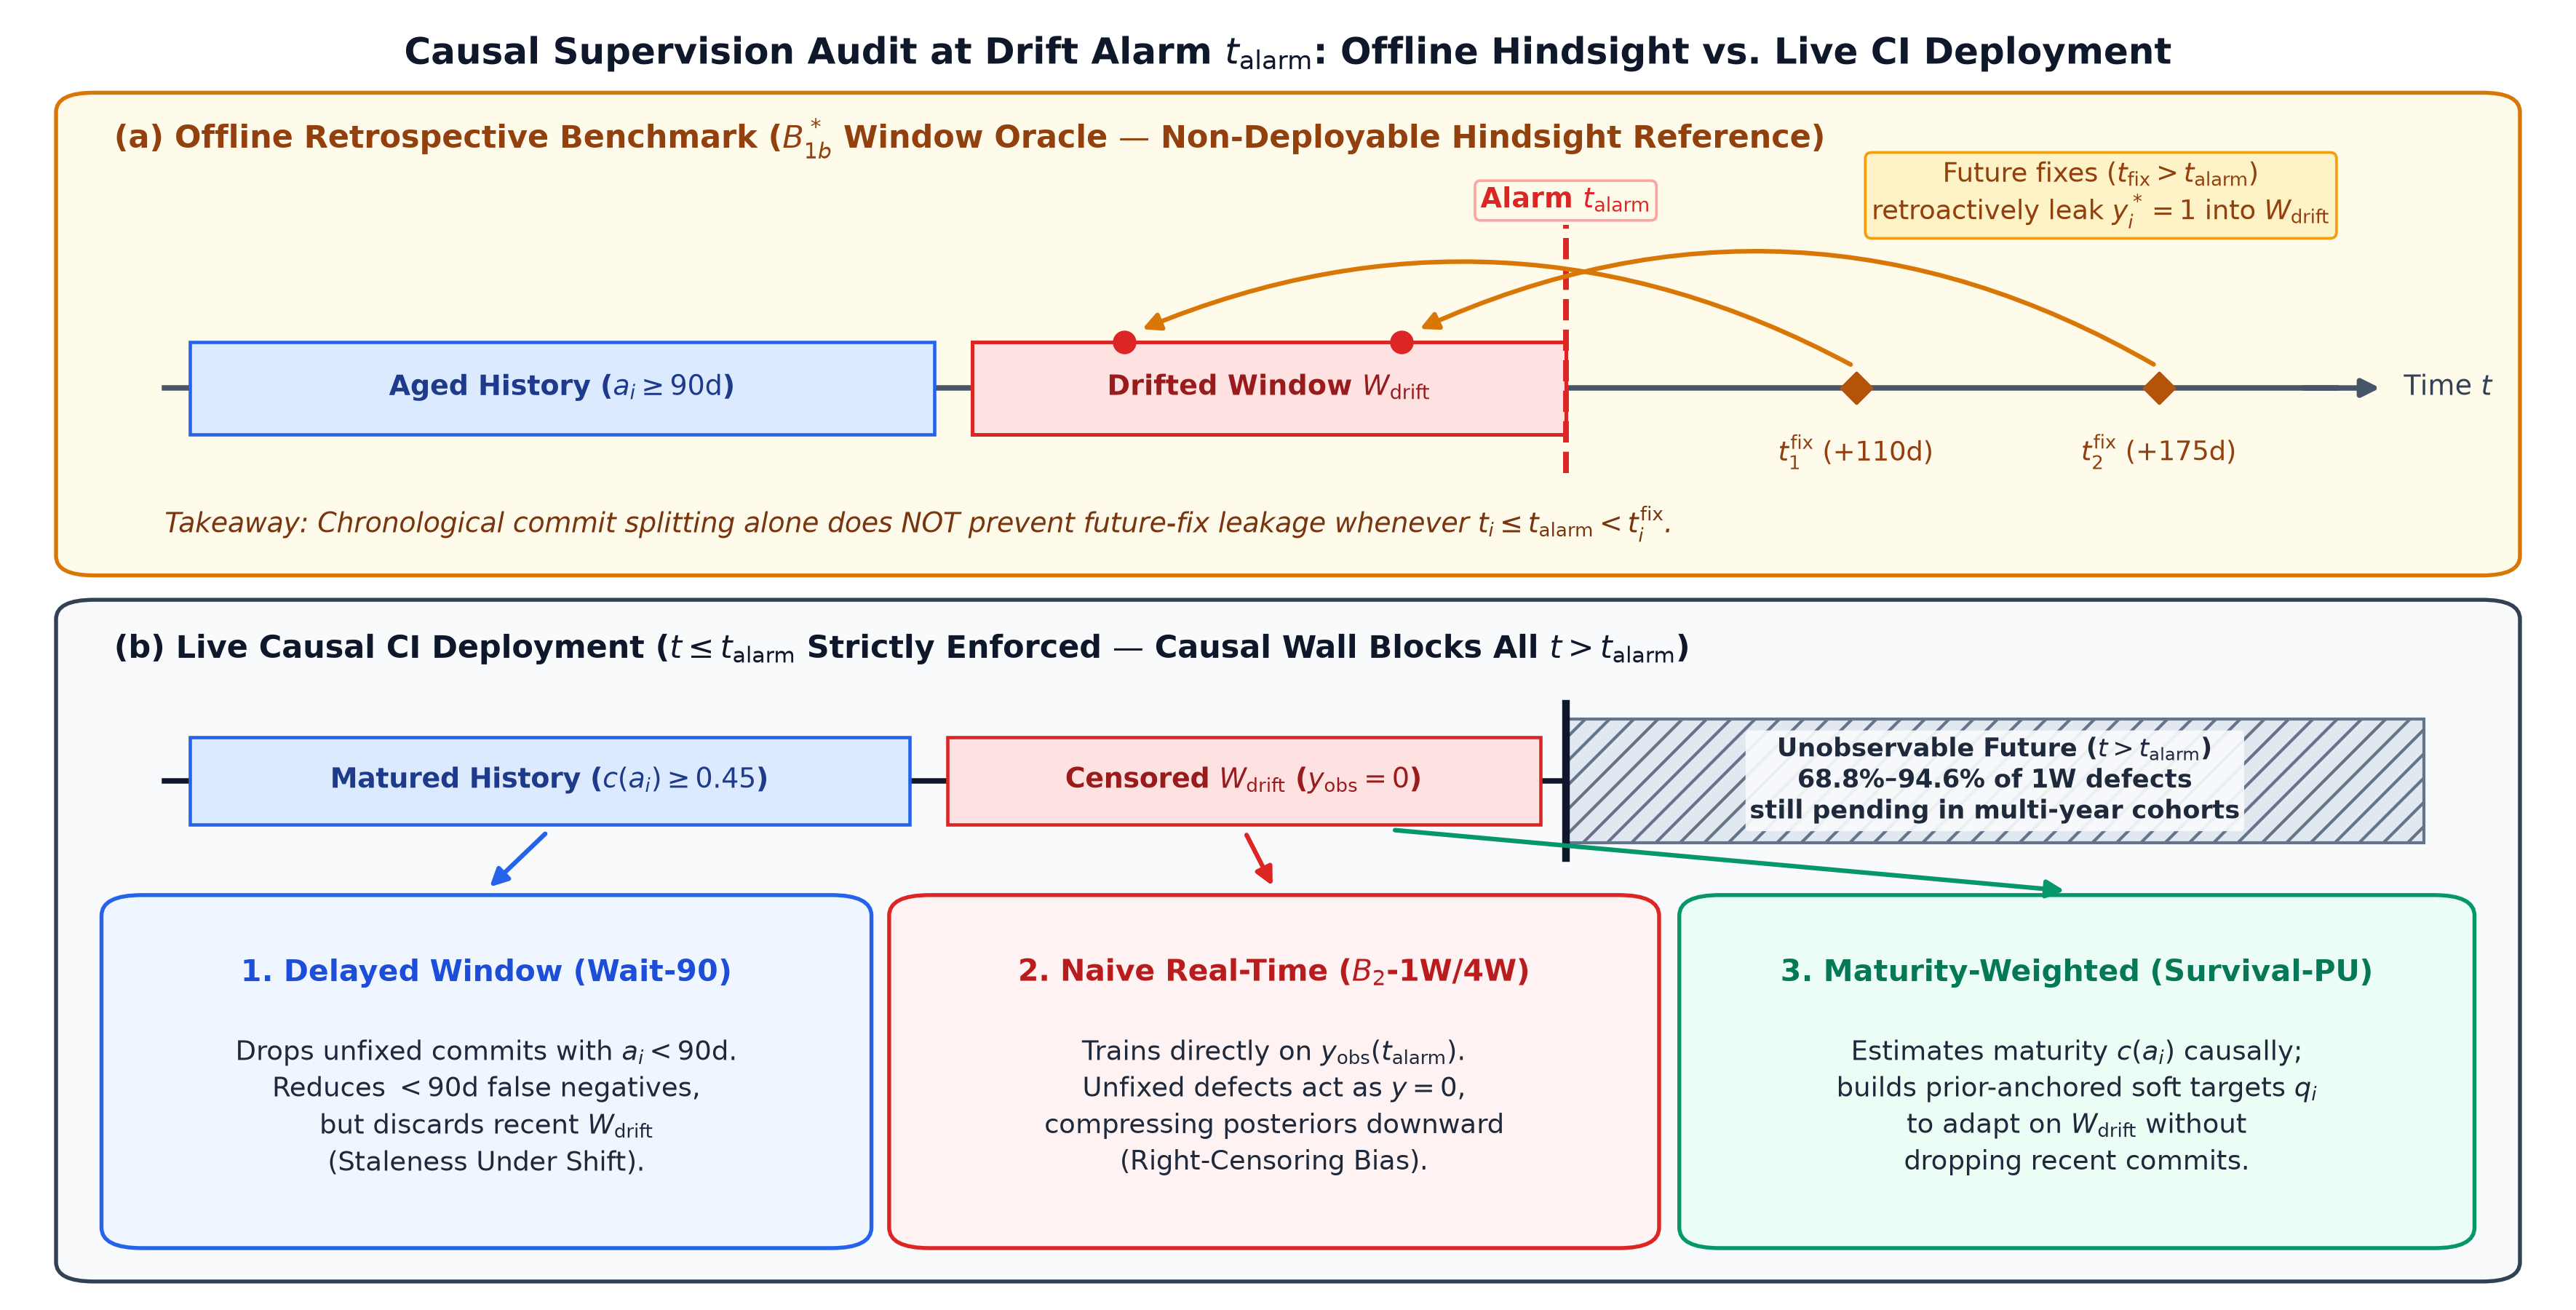 Causal Supervision Audit at Drift Alarm t_alarm: Offline Hindsight vs. Live CI Deployment
(a) Offline Retrospective Benchmark (B*_1b Window Oracle — Non-Deployable Hindsight Reference)
Future fixes (t_fix > t_alarm)
retroactively leak y*_i = 1 into W_drift
Alarm t_alarm
Aged History (a_i ≥ 90d)
Drifted Window W_drift
Time t
t_1^fix (+110d)
t_2^fix (+175d)
Takeaway: Chronological commit splitting alone does NOT prevent future-fix leakage whenever t_i ≤ t_alarm < t_i^fix.
(b) Live Causal CI Deployment (t ≤ t_alarm Strictly Enforced — Causal Wall Blocks All t > t_alarm)
Matured History (c(a_i) ≥ 0.45)
Censored W_drift (y_obs = 0)
Unobservable Future (t > t_alarm)
68.8%–94.6% of 1W defects
still pending in multi-year cohorts
1. Delayed Window (Wait-90)
Drops unfixed commits with a_i < 90d.
Reduces < 90d false negatives,
but discards recent W_drift
(Staleness Under Shift).
2. Naive Real-Time (B_2-1W/4W)
Trains directly on y_obs(t_alarm).
Unfixed defects act as y = 0,
compressing posteriors downward
(Right-Censoring Bias).
3. Maturity-Weighted (Survival-PU)
Estimates maturity c(a_i) causally;
builds prior-anchored soft targets q_i
to adapt on W_drift without
dropping recent commits.